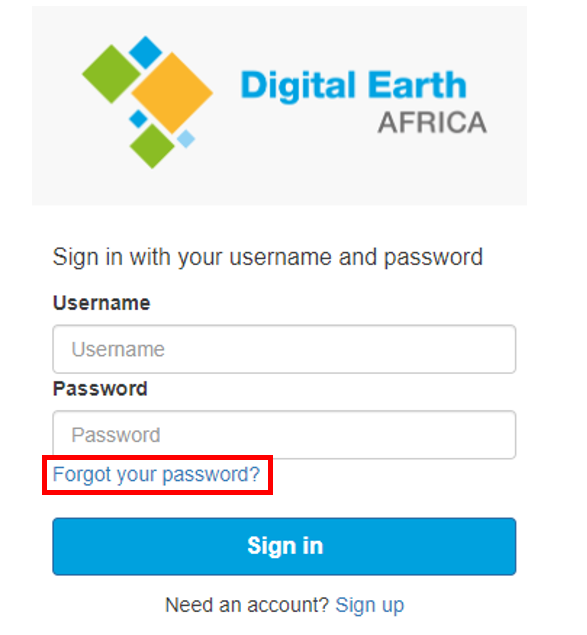 Digital Earth
AFRICA
Sign in with your username and password
Username
Username
Password
Password
Forgot your password?
Sign in
Need an account? Sign up